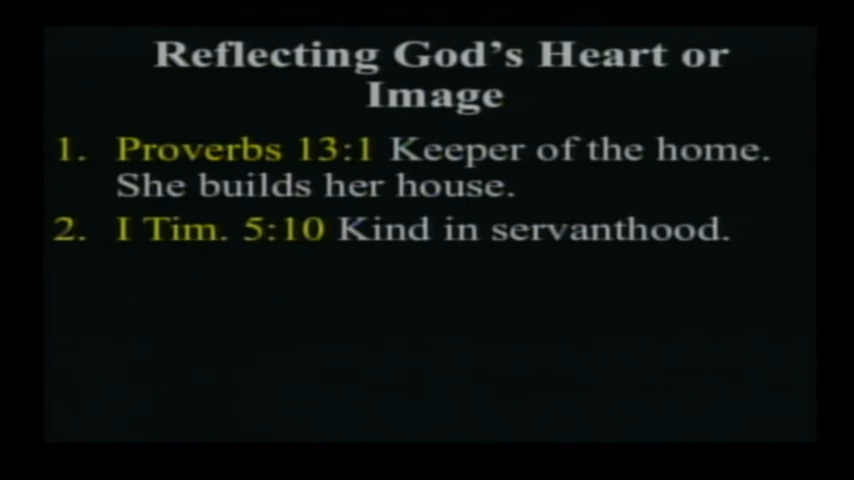 Reflecting God's Heart or
Image
1. Proverbs 13:1 Keeper of the home.
She builds her house.
2. I Tim. 5:10 Kind in servanthood.